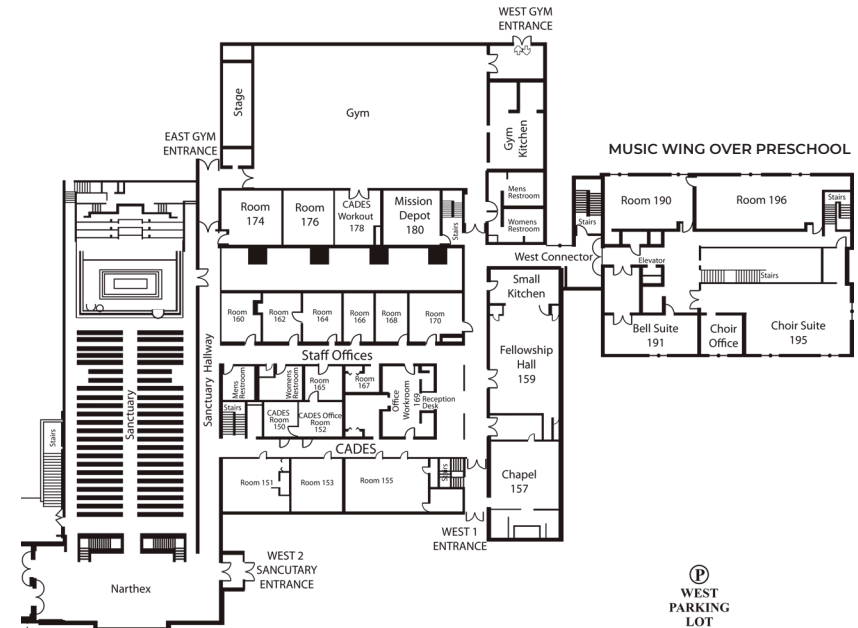 WEST GYM
ENTRANCE
Stage
Gym
Gym
Kitchen
EAST GYM
ENTRANCE
MUSIC WING OVER PRESCHOOL
Room
174
Room
176
CADES
Workout
178
Mission
Depot
180
Stairs
Mens
Restroom
Womens
Restroom
Stairs
Room 190
Room 196
Stairs
West Connector
Elevator
Stairs
Small
Kitchen
Room
160
Room
162
Room
164
Room
166
Room
168
Room
170
Bell Suite
191
Choir
Office
Choir Suite
195
Staff Offices
Fellowship
Hall
159
Sanctuary Hallway
Sanctuary
Mens
Restroom
Womens
Restroom
Room
165
Room
167
Office
Workroom
169
Reception
Desk
Stairs
CADES
Room
150
CADES Office
Room
152
Stairs
CADES
Room 151
Room 153
Room 155
Stairs
Chapel
157
WEST 1
ENTRANCE
WEST 2
SANCUTARY
ENTRANCE
Narthex
P
WEST
PARKING
LOT